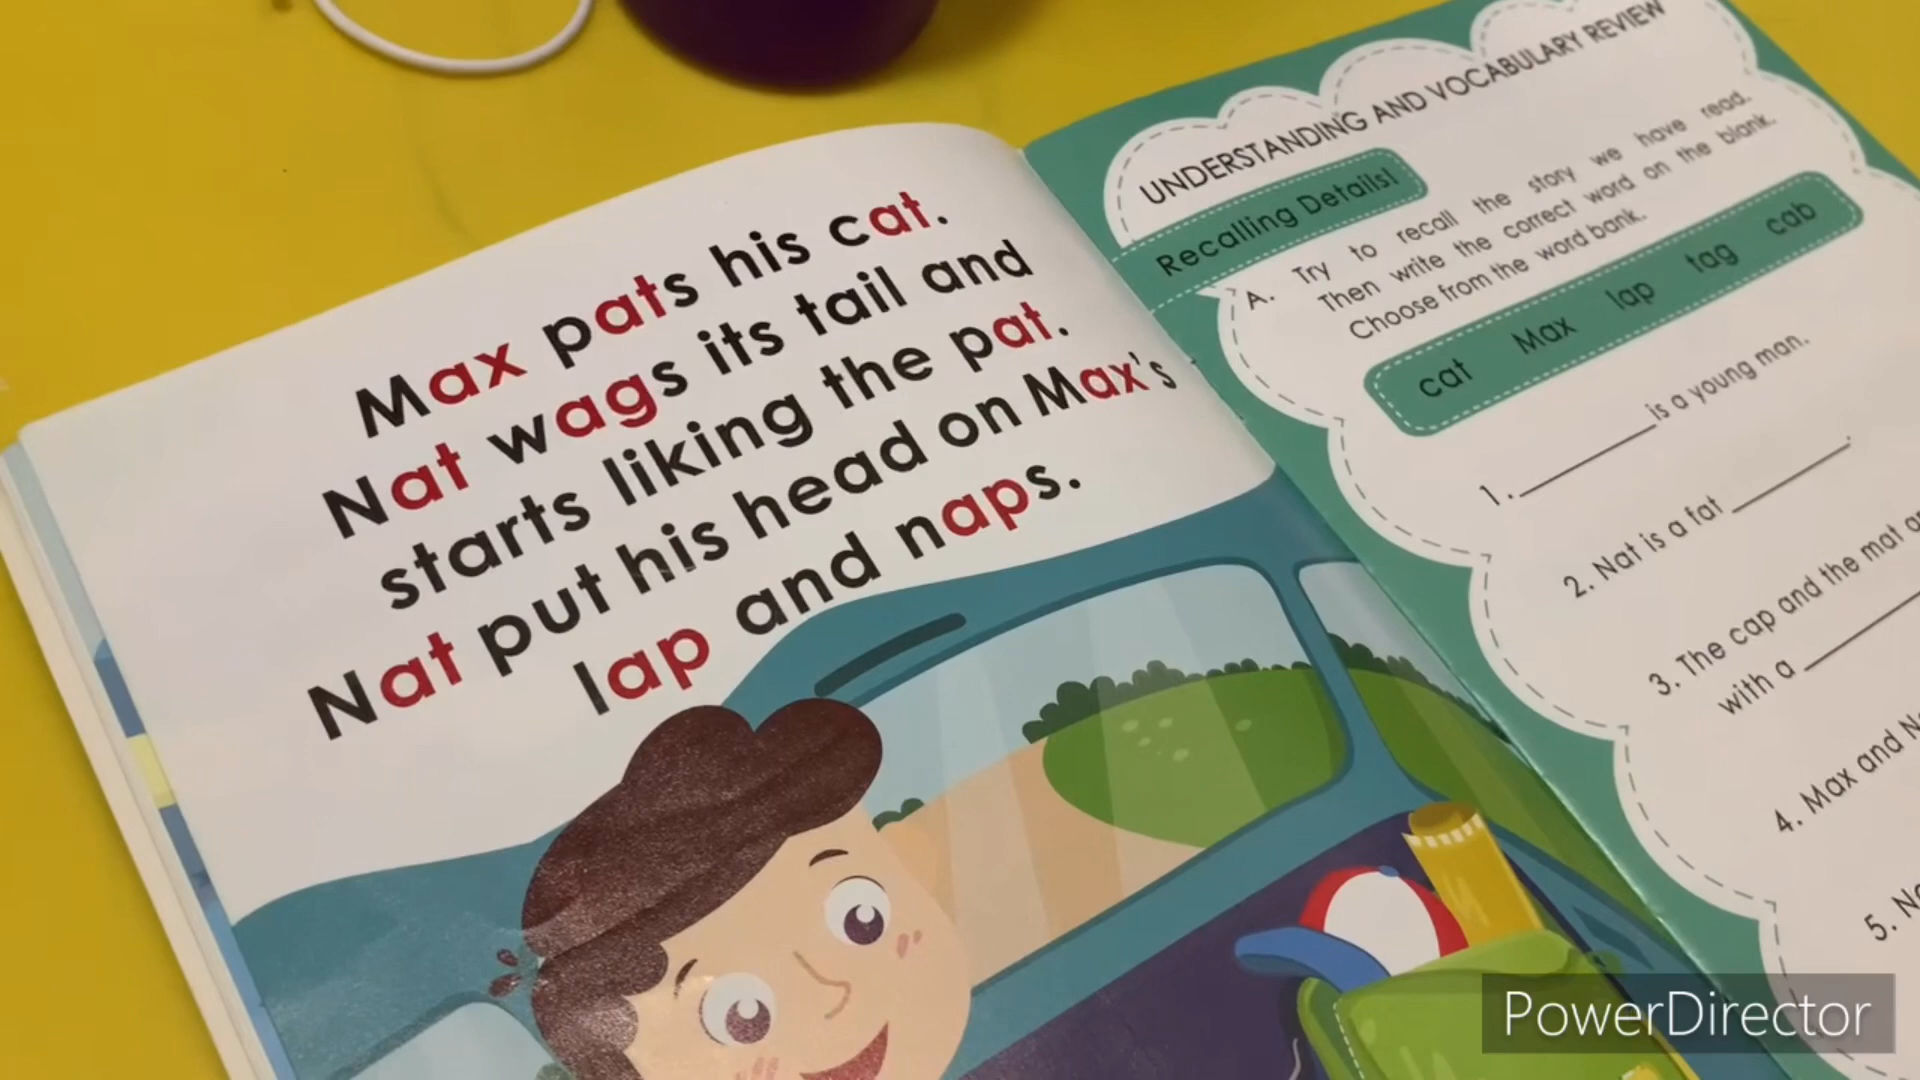 Max pats his cat.
Nat wags its tail and
starts liking the pat.
Nat put his head on Max's
lap and naps.
UNDERSTANDING AND VOCABULARY REVIEW
Recalling Details!
A. Try to recall the story we have read.
Then write the correct word on the blank.
Choose from the word bank.
cat Max lap tag cab
1. is a young man.
2. Nat is a fat .
3. The cap and the mat
with a
4. Max and
5.
PowerDirector